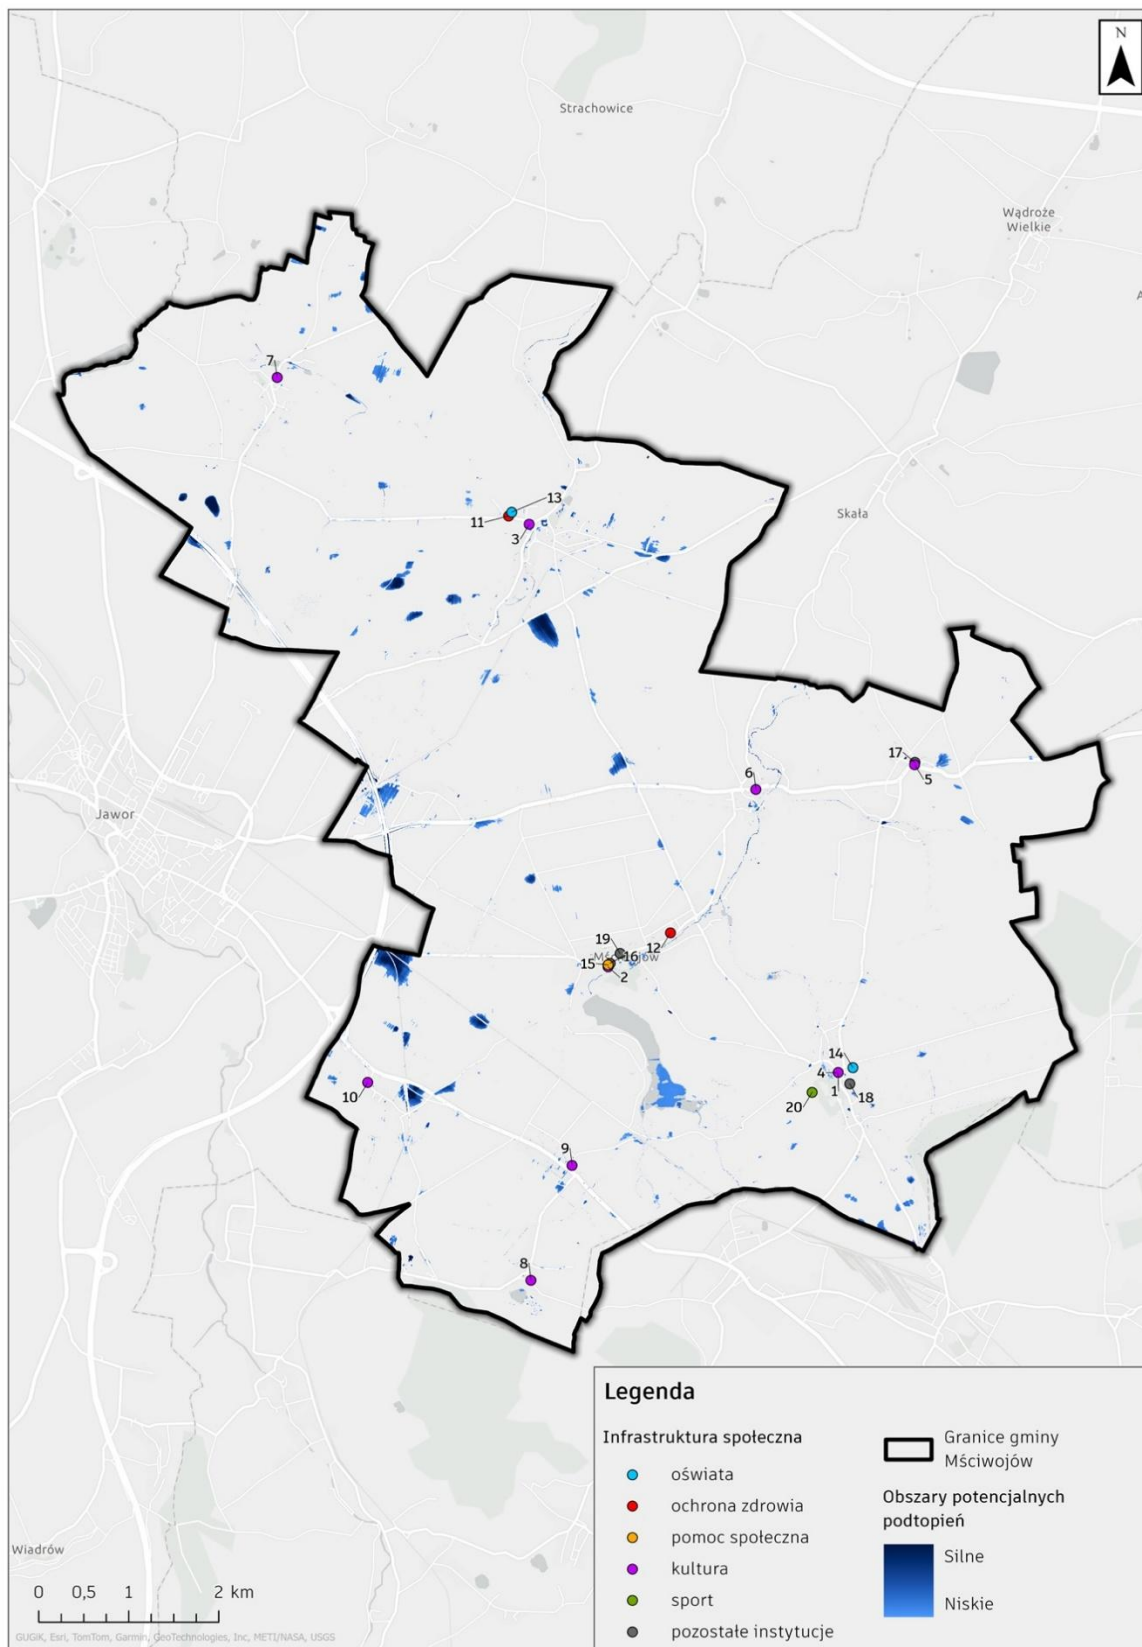 N
Strachowice
Wądroże
Wielkie
A
7
13
11
3
Skała
17
5
6
Jawor
19
12
Mściwojów
16
15
2
14
4
1
18
20
10
9
8
Legenda
Infrastruktura społeczna
oświata
ochrona zdrowia
pomoc społeczna
kultura
sport
pozostałe instytucje
Granice gminy
Mściwojów
Obszary potencjalnych
podtopień
Silne
Niskie
Wiadrów
0 0,5 1 2 km
GUGiK, Esri, TomTom, Garmin, GeoTechnologies, Inc, METI/NASA, USGS